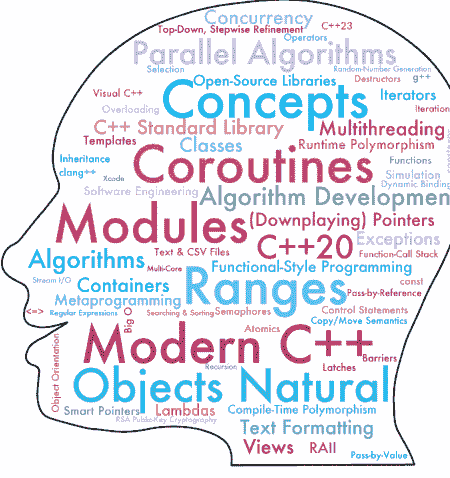 Concurrency
Top-Down, Stepwise Refinement
C++23
Operators
Parallel Algorithms
Selection
Random-Number Generation
Open-Source Libraries
Destructors
g++
Visual C++
Concepts
Iterators
Overloading
iteration
C++ Standard Library
Multithreading
Templates
Classes
Runtime Polymorphism
Inheritance
Coroutines
Functions
clang++
Xcode
Simulation
Dynamic Binding
Software Engineering
Algorithm Developmen
Modules
(Downplaying) Pointers
C++20
Exceptions
Text & CSV Files
Function-Call Stack
Algorithms
Multi-Core
Functional-Style Programming
Stream I/O
Containers
Ranges
const
Metaprogramming
Pass-by-Reference
<=>
Regular Expressions
Big O
Searching & Sorting
Semaphores
Control Statements
Copy/Move Semantics
Atomics
Modern C++
Object Orientation
Barriers
Recursion
Latches
Objects Natural
Smart Pointers
Lambdas
Compile-Time Polymorphism
RSA Public-Key Cryptography
Text Formatting
Views
RAII
Pass-by-Value